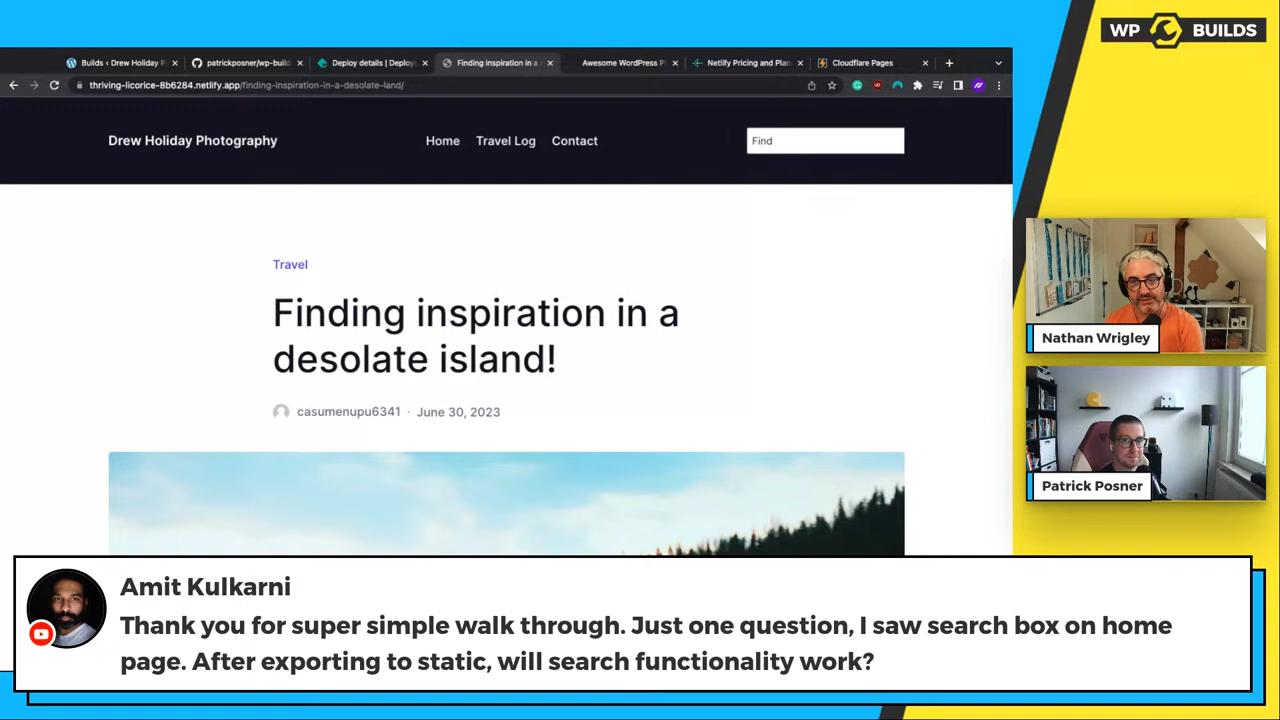 WP BUILDS
Builds ‹ Drew Holiday P
patrickposner/wp-build
Deploy details | Deploys
Finding inspiration in a
Awesome WordPress P
Netlify Pricing and Plan
Cloudflare Pages
thriving-licorice-8b6284.netlify.app/finding-inspiration-in-a-desolate-land/
Drew Holiday Photography
Home
Travel Log
Contact
Find
Travel
Finding inspiration in a
desolate island!
casumenupu6341 · June 30, 2023
Nathan Wrigley
Patrick Posner
Amit Kulkarni
Thank you for super simple walk through. Just one question, I saw search box on home
page. After exporting to static, will search functionality work?